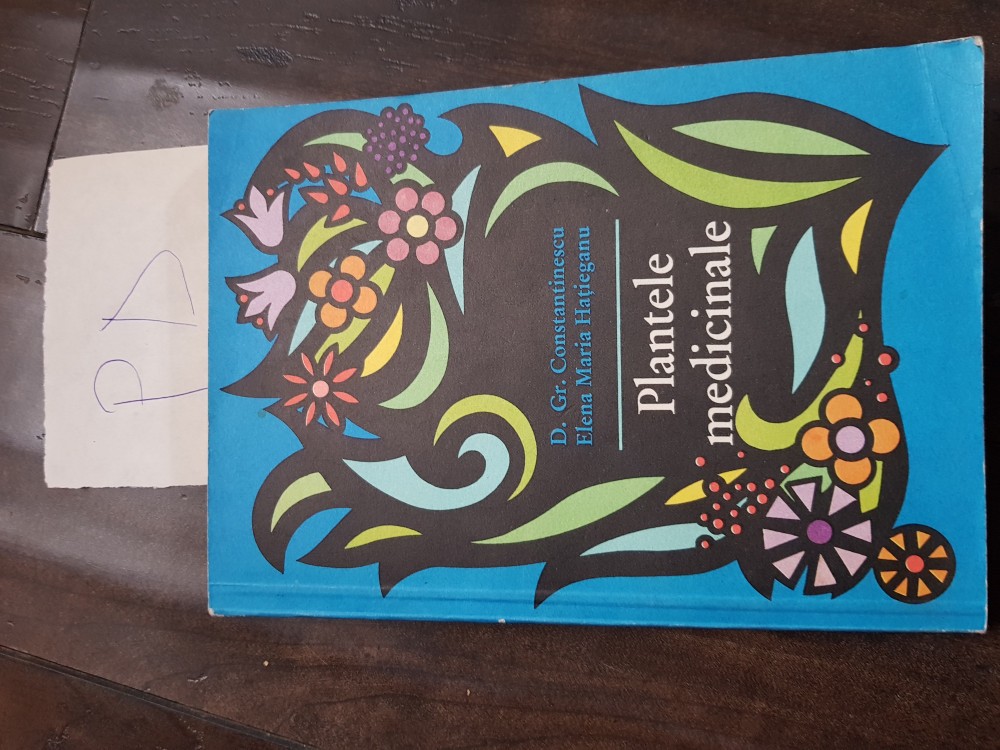 P D
D. Gr. Constantinescu
Elena Maria Hațieganu
Plantele
medicinale